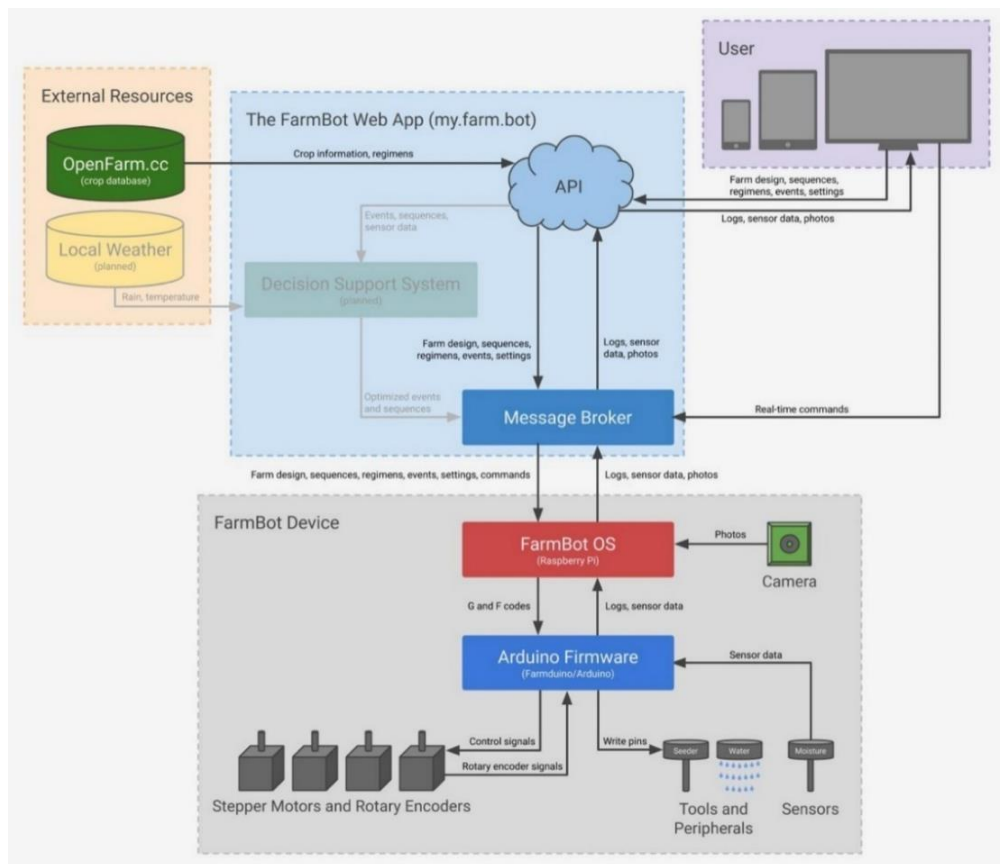 User
External Resources
The FarmBot Web App (my.farm.bot)
OpenFarm.cc
(crop database)
Crop information, regimens
API
Farm design, sequences,
regimens, events, settings
Logs, sensor data, photos
Events, sequences,
sensor data
Local Weather
(planned)
Rain, temperature
Decision Support System
(planned)
Farm design, sequences,
regimens, events, settings
Logs, sensor
data, photos
Optimized events
and sequences
Message Broker
Real-time commands
Farm design, sequences, regimens, events, settings, commands
Logs, sensor data, photos
FarmBot Device
FarmBot OS
(Raspberry Pi)
Photos
Camera
G and F codes
Logs, sensor data
Arduino Firmware
(Farmduino/Arduino)
Sensor data
Control signals
Rotary encoder signals
Write pins
Seeder
Water
Moisture
Stepper Motors and Rotary Encoders
Tools and
Peripherals
Sensors